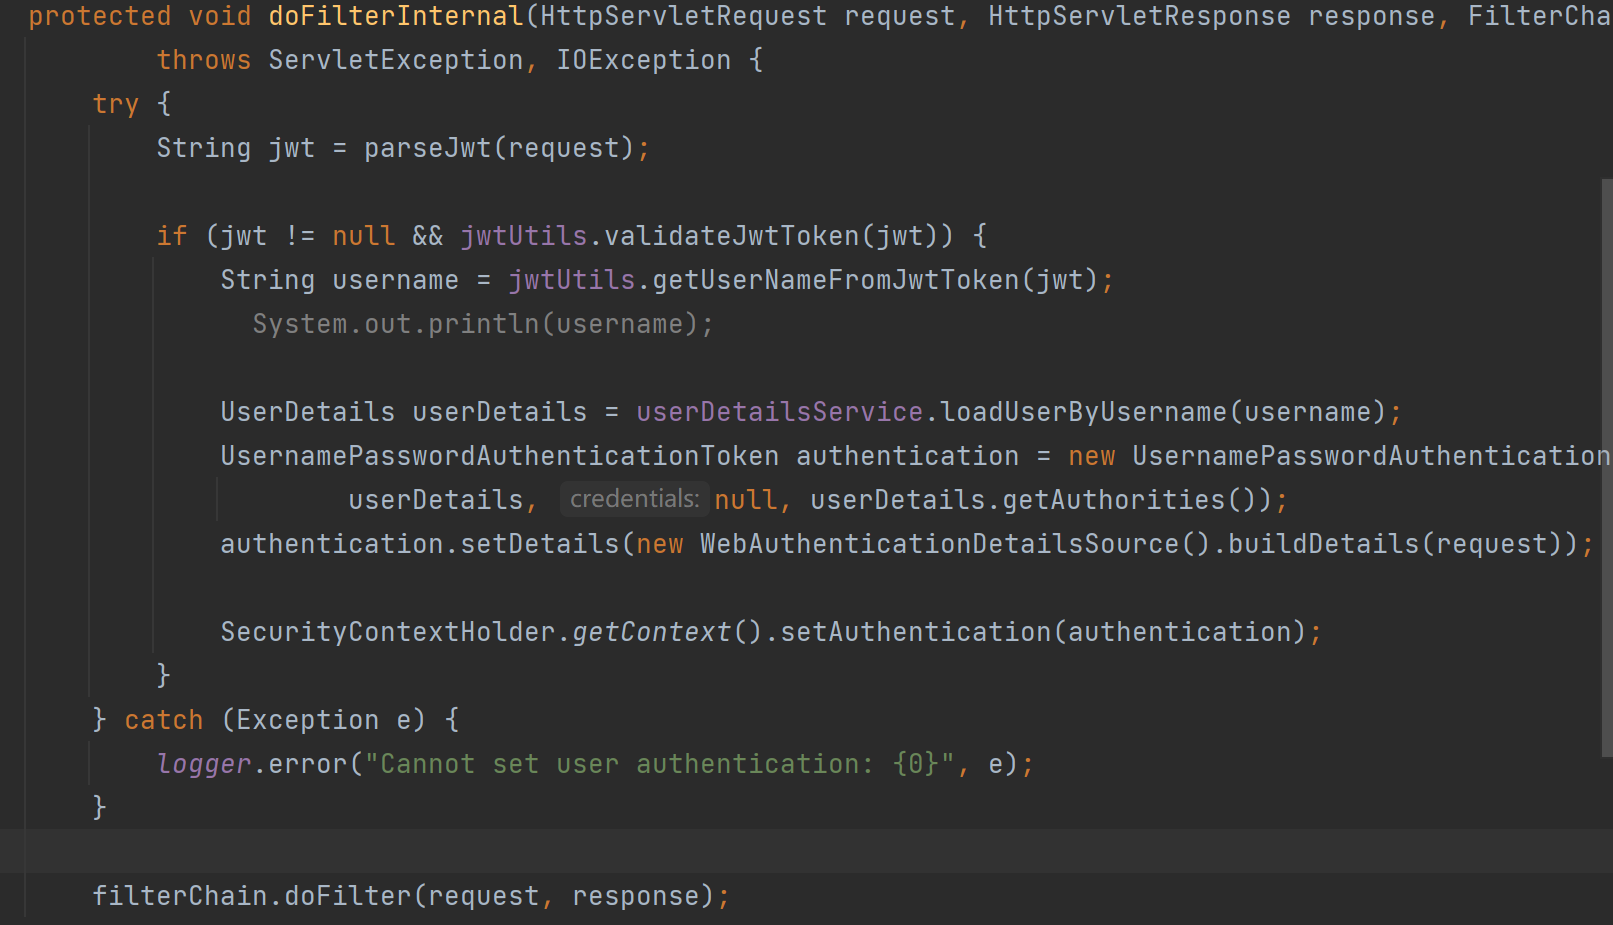 protected void doFilterInternal(HttpServletRequest request, HttpServletResponse response, FilterCha
throws ServletException, IOException {
try {
String jwt = parseJwt(request);
if (jwt != null && jwtUtils.validateJwtToken(jwt)) {
String username = jwtUtils.getUserNameFromJwtToken(jwt);
System.out.println(username);
UserDetails userDetails = userDetailsService.loadUserByUsername(username);
UsernamePasswordAuthenticationToken authentication = new UsernamePasswordAuthentication
userDetails, credentials: null, userDetails.getAuthorities());
authentication.setDetails(new WebAuthenticationDetailsSource().buildDetails(request));
SecurityContextHolder.getContext().setAuthentication(authentication);
}
} catch (Exception e) {
logger.error("Cannot set user authentication: {0}", e);
}
filterChain.doFilter(request, response);